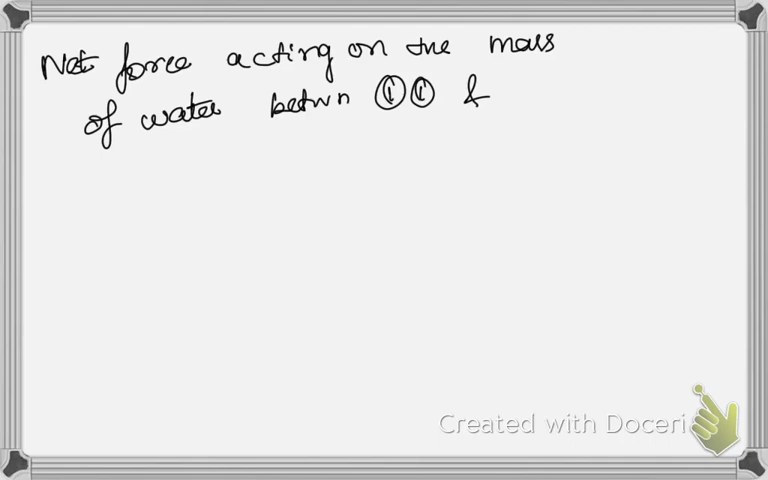 Net force acting on the mass
of water betwn ①① &
Created with Doceri